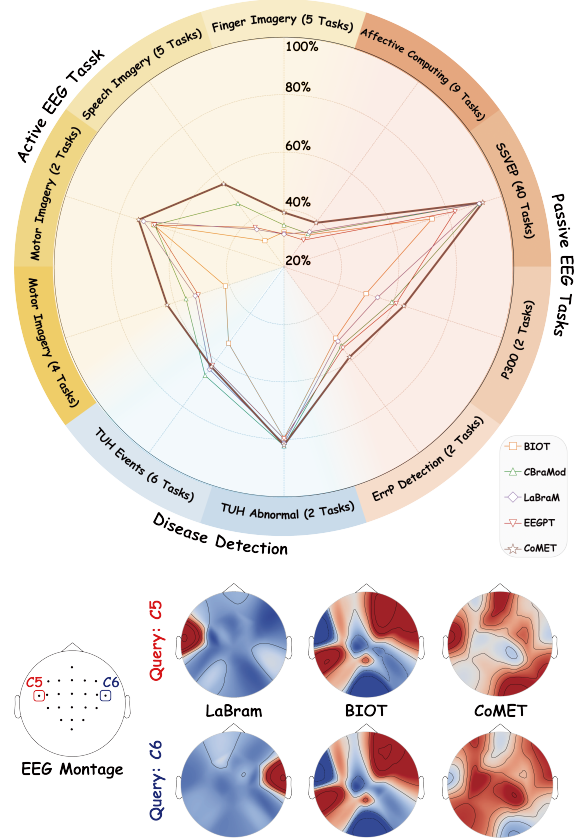 Finger Imagery (5 Tasks)
Affective Computing (9 Tasks)
SSVEP (40 Tasks)
P300 (2 Tasks)
ErrP Detection (2 Tasks)
TUH Abnormal (2 Tasks)
TUH Events (6 Tasks)
Motor Imagery (4 Tasks)
Motor Imagery (2 Tasks)
Speech Imagery (5 Tasks)
Active EEG Tassk
Passive EEG Tasks
Disease Detection
100%
80%
60%
40%
20%
BIOT
CBraMod
LaBraM
EEGPT
CoMET
Query: C5
C5
C6
EEG Montage
LaBram
BIOT
CoMET
Query: C6